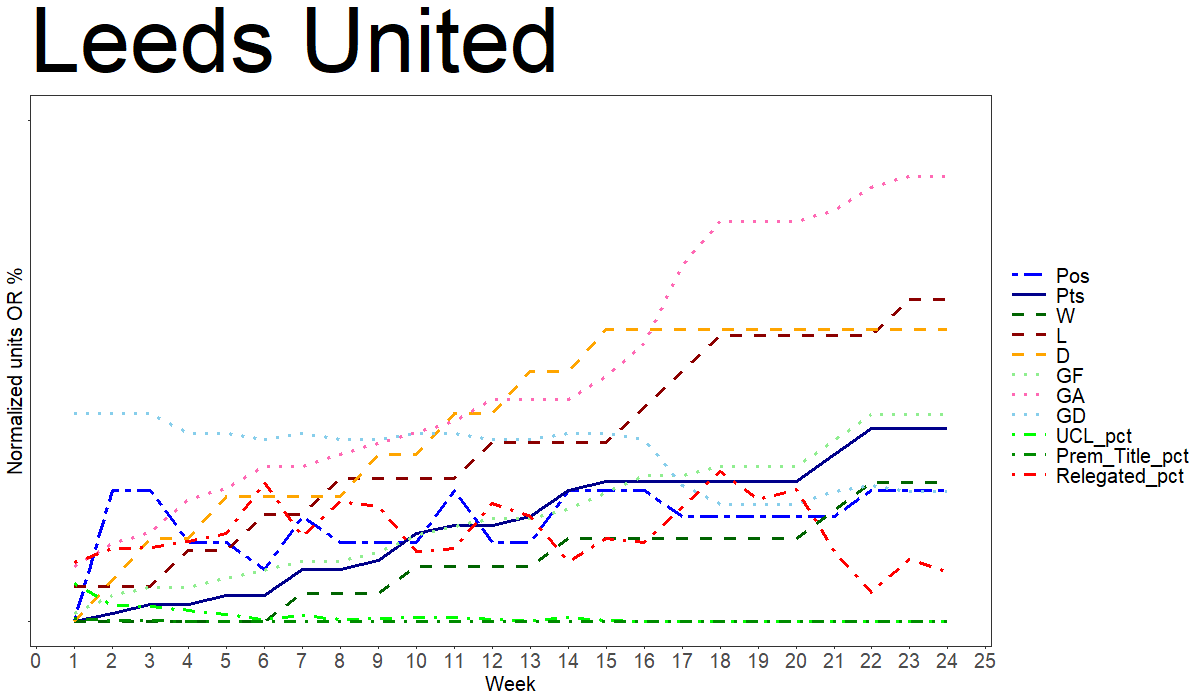 Leeds United
Normalized units OR %
0 1 2 3 4 5 6 7 8 9 10 11 12 13 14 15 16 17 18 19 20 21 22 23 24 25
Week
Pos
Pts
W
L
D
GF
GA
GD
UCL_pct
Prem_Title_pct
Relegated_pct